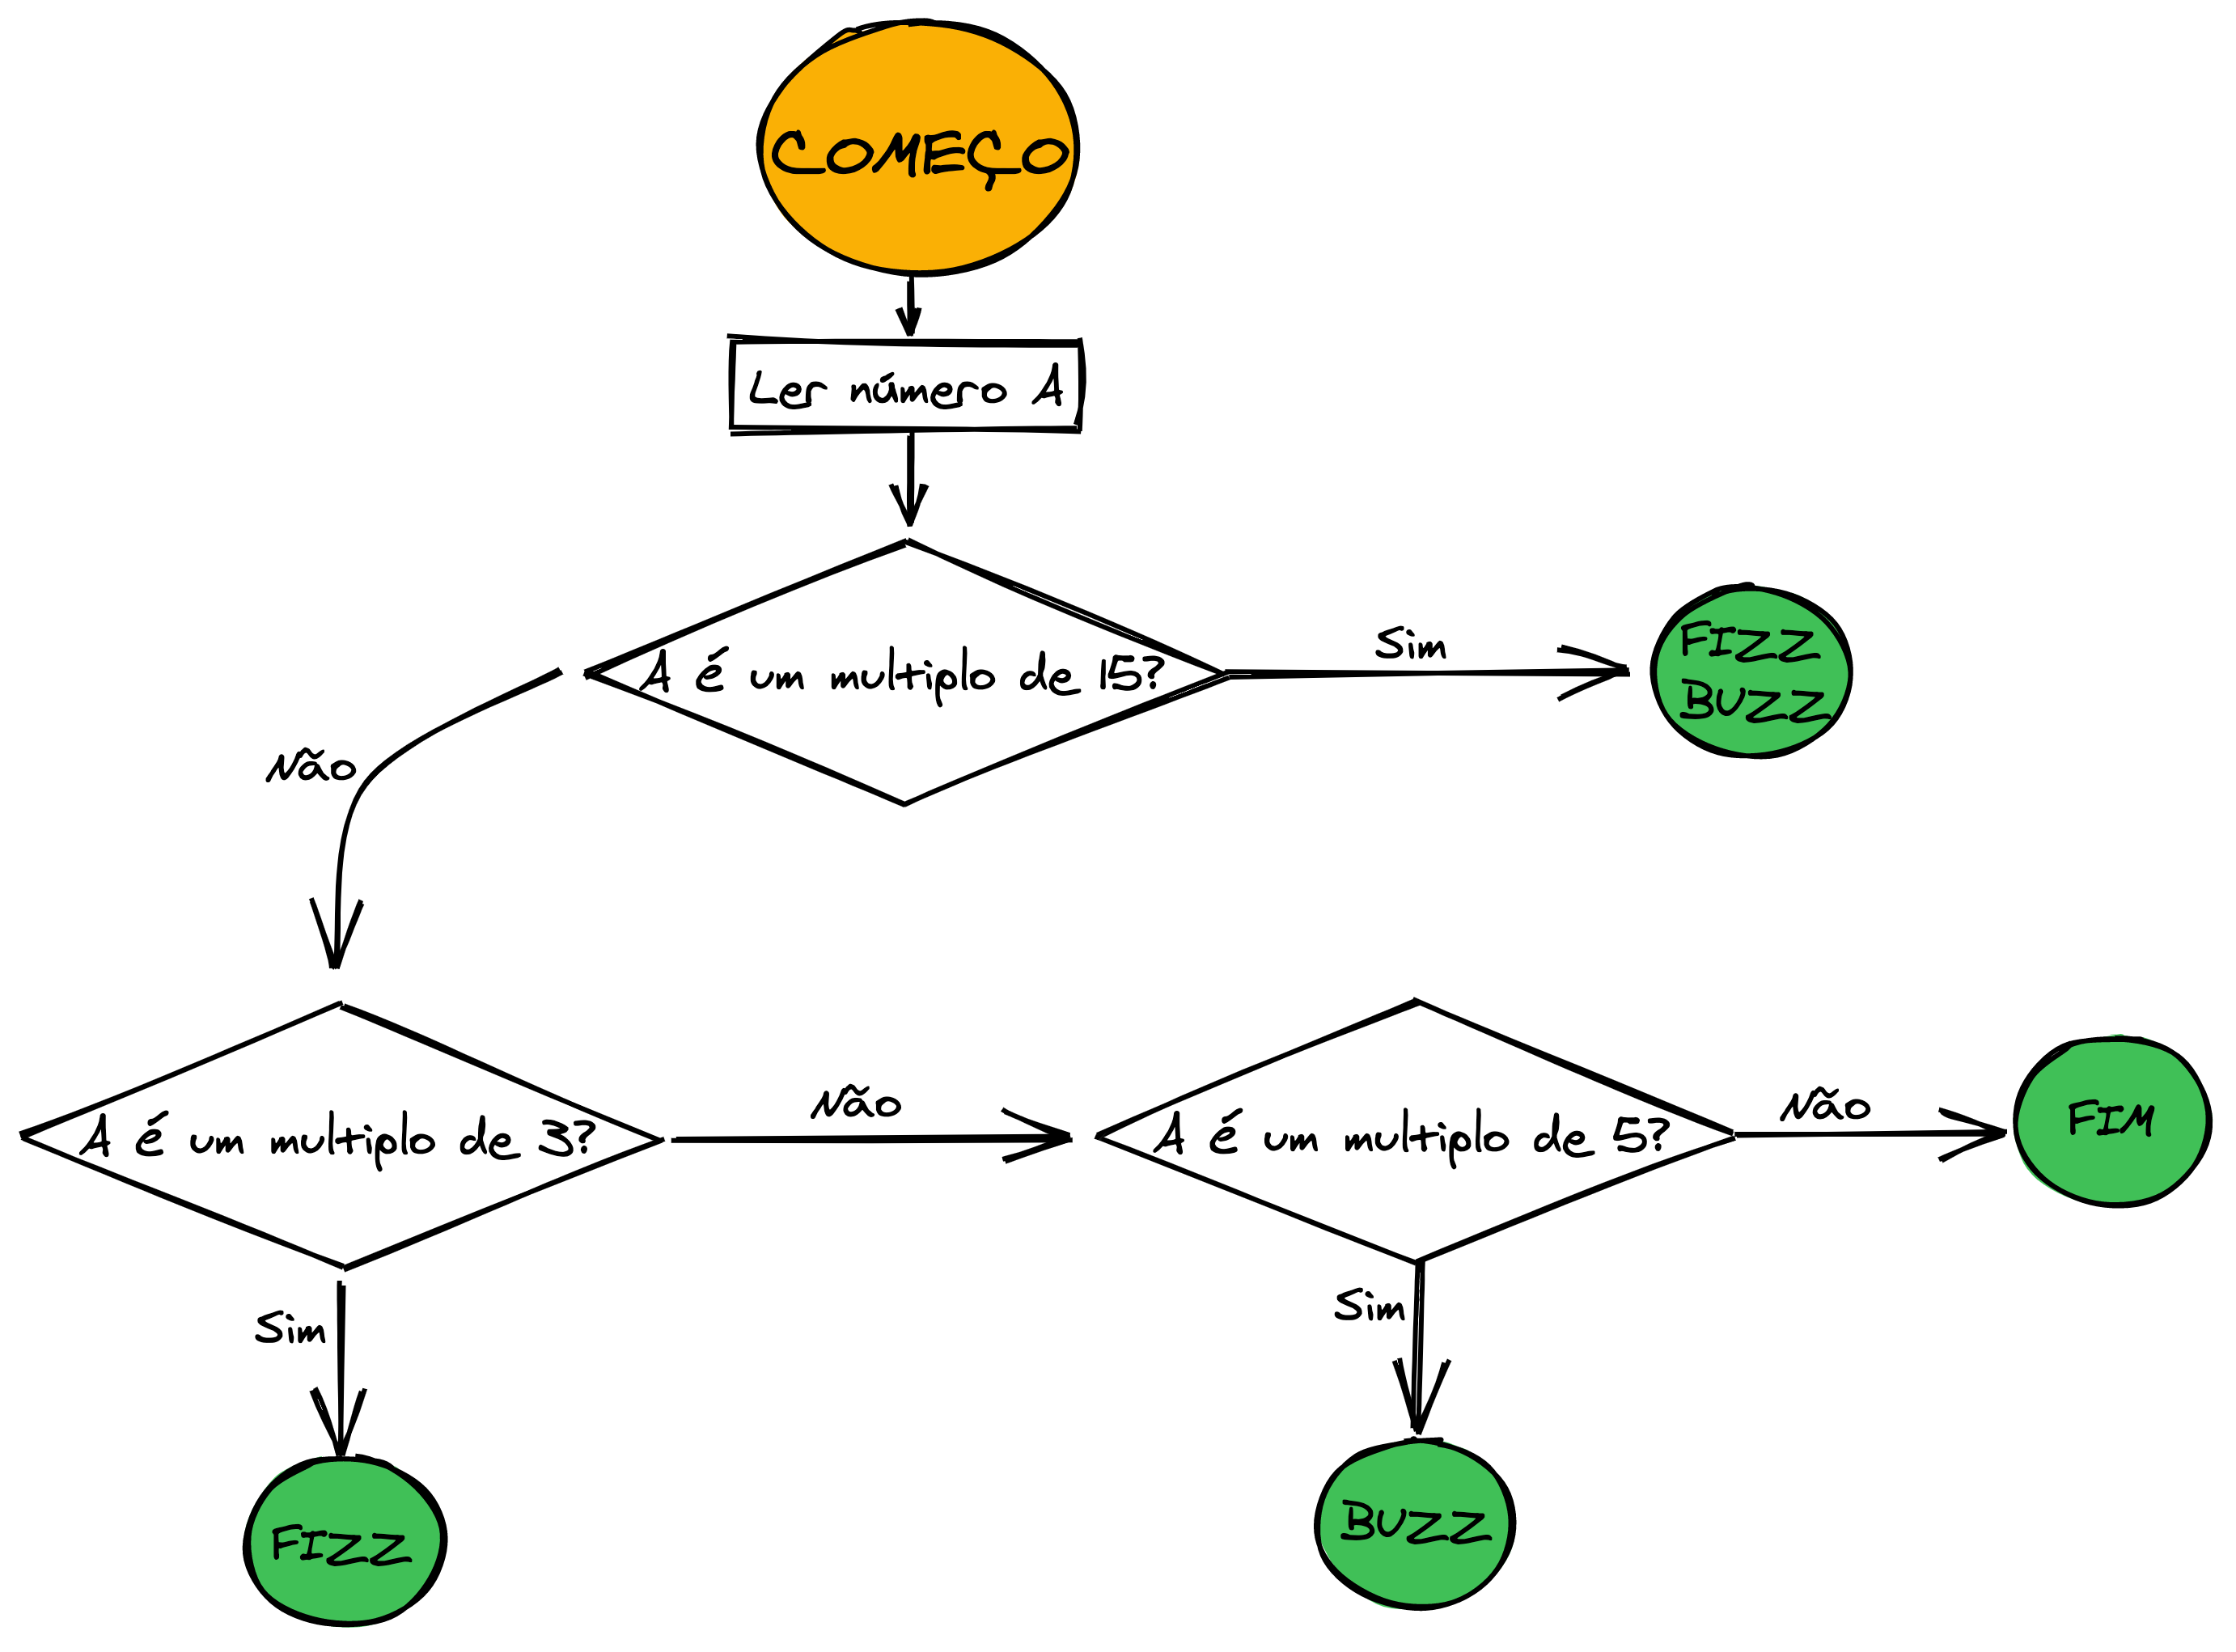 COMEÇO
Ler número A
A é um multiplo de 15?
Sim
FIZZ
BUZZ
Não
A é um multiplo de 3?
Não
A é um multiplo de 5?
Não
FIM
Sim
Sim
FIZZ
BUZZ